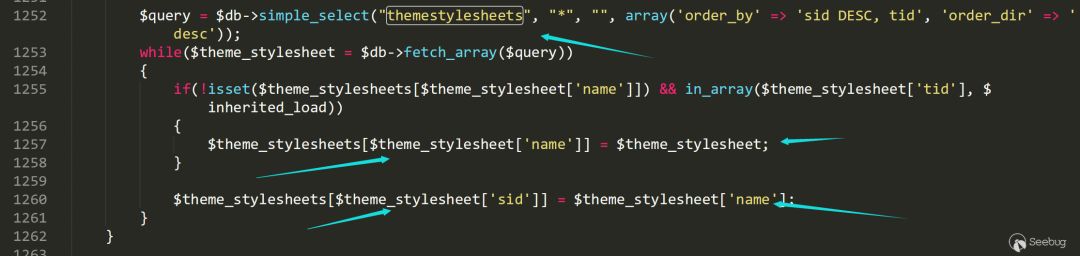 1252 $query = $db->simple_select("themestylesheets", "*", "", array('order_by' => 'sid DESC, tid', 'order_dir' => '
desc'));
1253 while($theme_stylesheet = $db->fetch_array($query))
1254 {
1255 if(!isset($theme_stylesheets[$theme_stylesheet['name']]) && in_array($theme_stylesheet['tid'], $
inherited_load))
1256 {
1257 $theme_stylesheets[$theme_stylesheet['name']] = $theme_stylesheet;
1258 }
1259
1260 $theme_stylesheets[$theme_stylesheet['sid']] = $theme_stylesheet['name'];
1261 }
1262 }
1263
Seebug